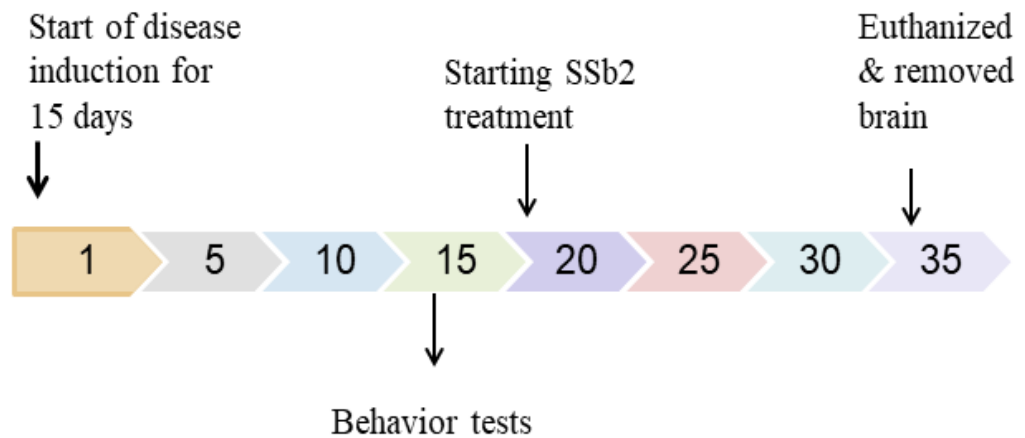 Start of disease
induction for
15 days
Starting SSb2
treatment
Euthanized
& removed
brain
1 5 10 15 20 25 30 35
Behavior tests